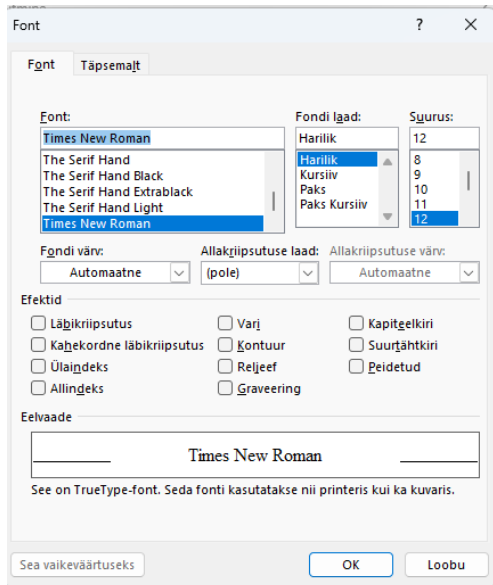 Font ? ×
Font Täpsemalt
Font: Fondi laad: Suurus:
Times New Roman Harilik 12
The Serif Hand Harilik 8
The Serif Hand Black Kursiiv 9
The Serif Hand Extrablack Paks 10
The Serif Hand Light Paks Kursiiv 11
Times New Roman 12
Fondi värv: Allakriipsutuse laad: Allakriipsutuse värv:
Automaatne (pole) Automaatne
Efektid
Läbikriipsutus Vari Kapiteelkiri
Kahekordne läbikriipsutus Kontuur Suurtähtkiri
Ülaindeks Reljeef Peidetud
Allindeks Graveering
Eelvaade
Times New Roman
See on TrueType-font. Seda fonti kasutatakse nii printeris kui ka kuvaris.
Sea vaikeväärtuseks OK Loobu